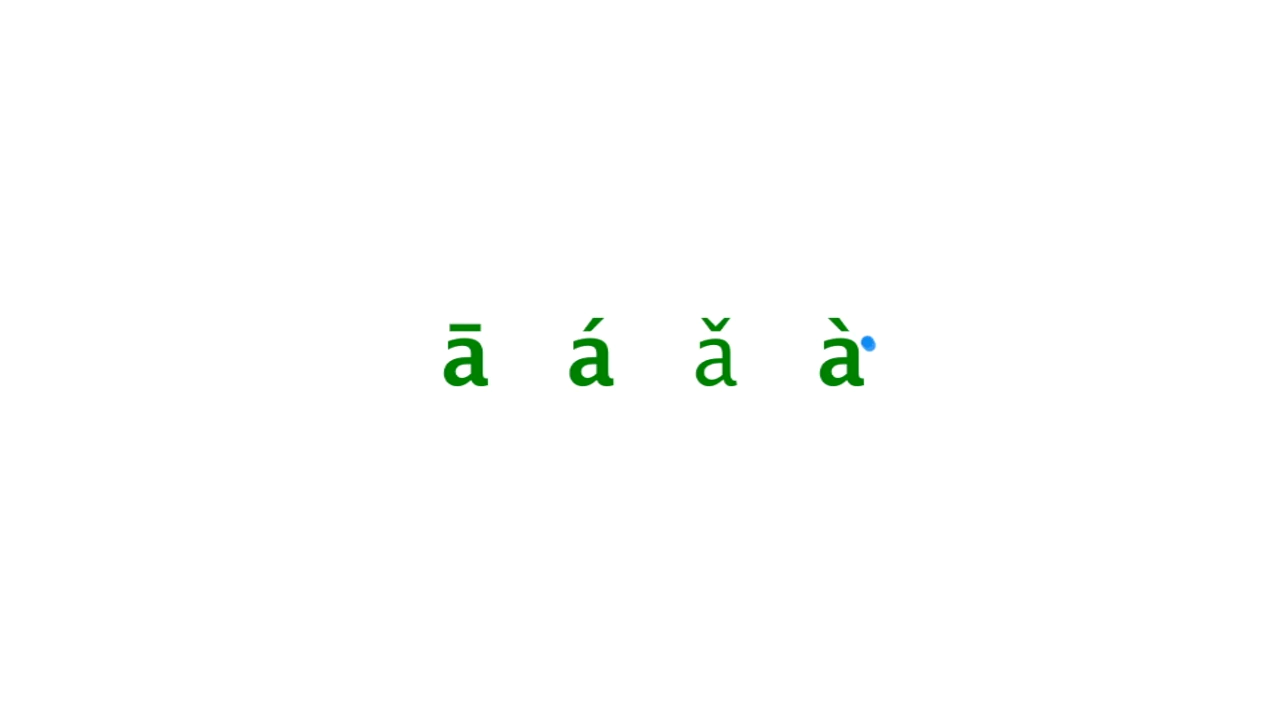 ā á ǎ à